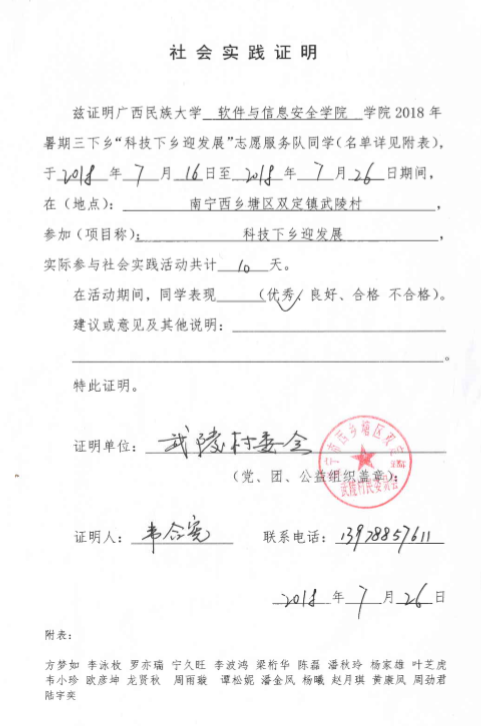 社会实践证明
兹证明广西民族大学 软件与信息安全学院 学院 2018 年
暑期三下乡“科技下乡迎发展”志愿服务队同学（名单详见附表），
于 2018 年 7 月 16 日至 2018 年 7 月 26 日期间，
在（地点）： 南宁西乡塘区双定镇武陵村 ，
参加（项目称）： 科技下乡迎发展 ，
实际参与社会实践活动共计 10 天。
在活动期间，同学表现 （优秀、良好、合格 不合格）。
建议或意见及其他说明：
。
特此证明。
证明单位： 武陵村委会
（党、团、公益组织盖章）：
宁市西乡塘区双定
武陵村民委员会
证明人： 韦 联系电话： 13978857611
2018 年 7 月 26 日
附表：
方梦如 李泳枚 罗亦瑞 宁久旺 李波鸿 梁桁华 陈磊 潘秋玲 杨家雄 叶芝虎
韦小珍 欧彦坤 龙贤秋 周雨璇 谭松妮 潘金凤 杨曦 赵月琪 黄康凤 周劲君
陆宇奕